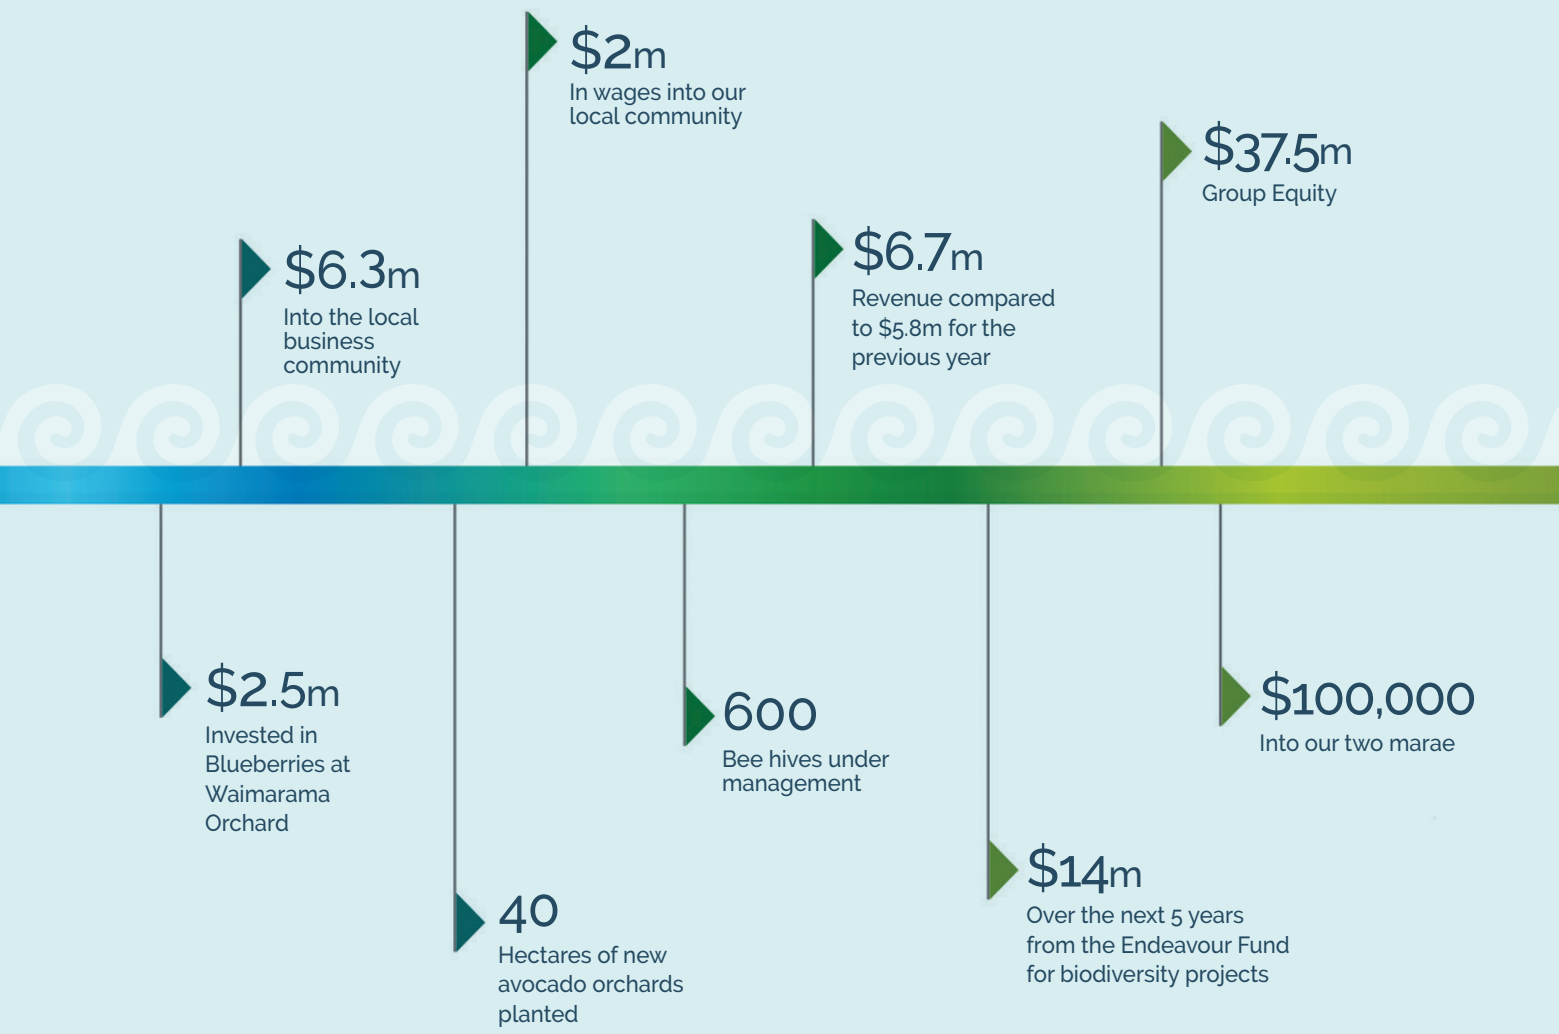 $2m
In wages into our
local community
$37.5m
Group Equity
$6.3m
Into the local
business
community
$6.7m
Revenue compared
to $5.8m for the
previous year
$2.5m
Invested in
Blueberries at
Waimarama
Orchard
600
Bee hives under
management
$100,000
Into our two marae
40
Hectares of new
avocado orchards
planted
$14m
Over the next 5 years
from the Endeavour Fund
for biodiversity projects